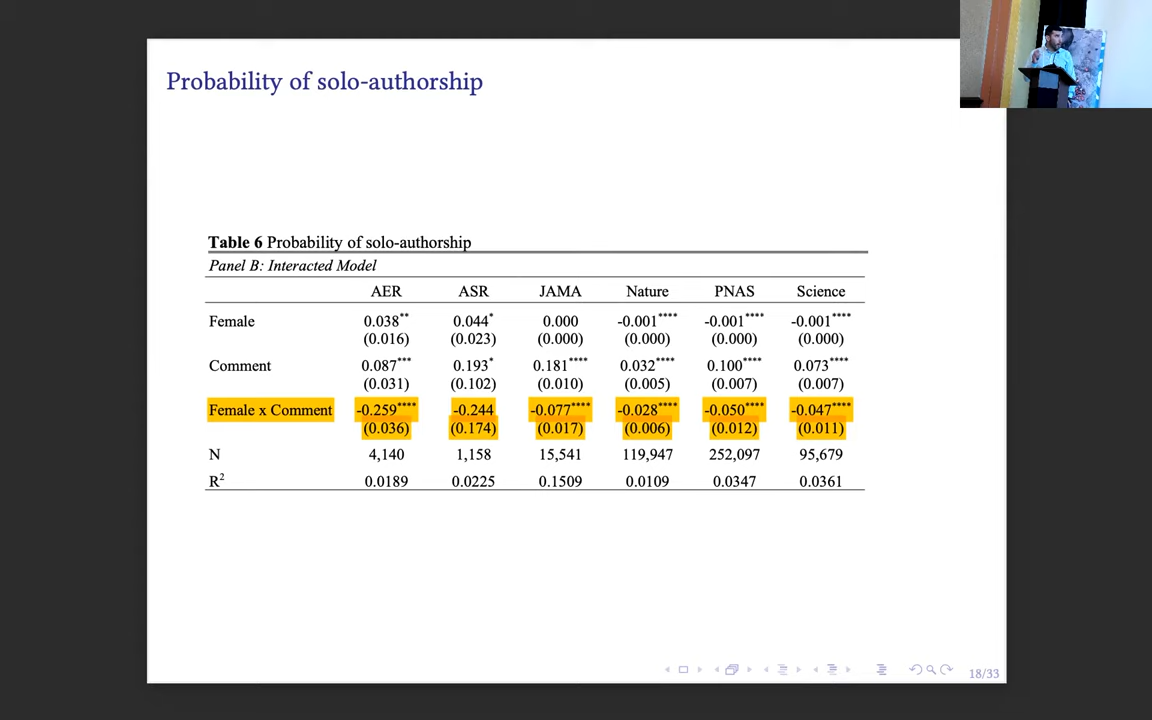 Probability of solo-authorship
Table 6 Probability of solo-authorship
Panel B: Interacted Model
AER ASR JAMA Nature PNAS Science
Female 0.038** 0.044* 0.000 -0.001**** -0.001**** -0.001****
(0.016) (0.023) (0.000) (0.000) (0.000) (0.000)
Comment 0.087*** 0.193* 0.181**** 0.032**** 0.100**** 0.073****
(0.031) (0.102) (0.010) (0.005) (0.007) (0.007)
Female x Comment -0.259**** -0.244 -0.077**** -0.028**** -0.050**** -0.047****
(0.036) (0.174) (0.017) (0.006) (0.012) (0.011)
N 4,140 1,158 15,541 119,947 252,097 95,679
R² 0.0189 0.0225 0.1509 0.0109 0.0347 0.0361
18/33